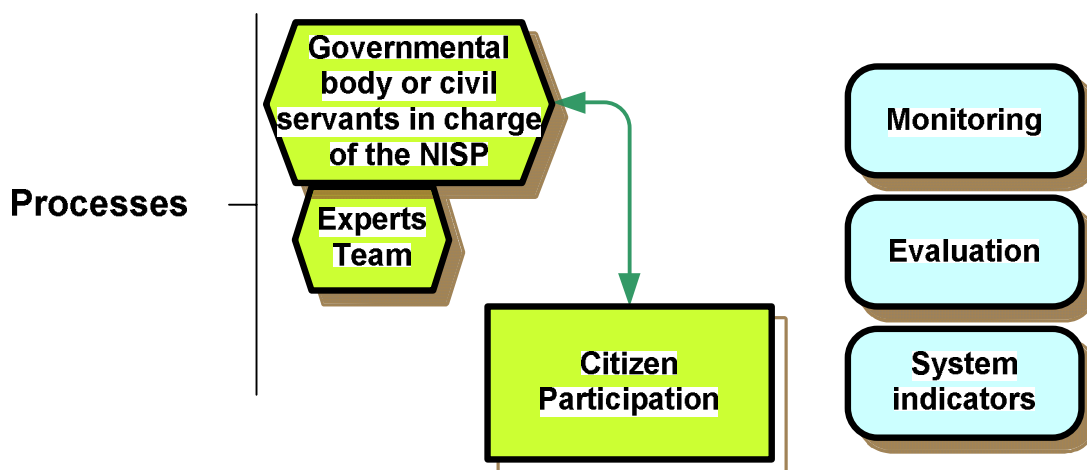 Processes
Governmental
body or civil
servants in charge
of the NISP
Experts
Team
Citizen
Participation
Monitoring
Evaluation
System
indicators